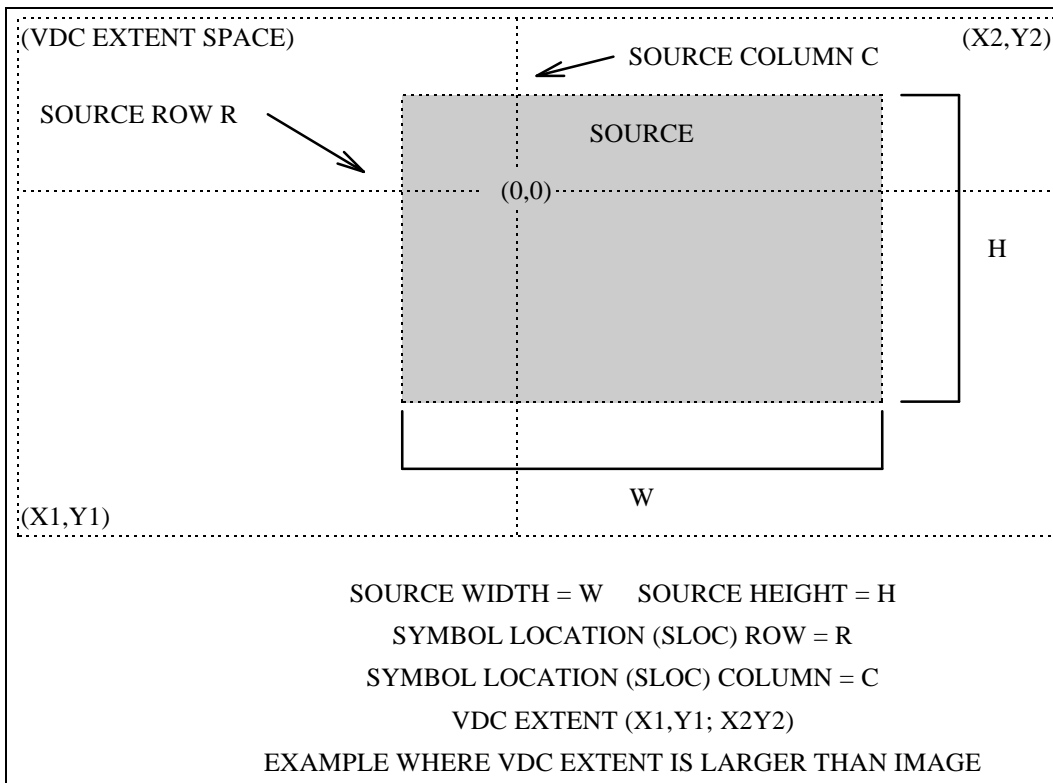 (VDC EXTENT SPACE)
(X2,Y2)
SOURCE COLUMN C
SOURCE ROW R
SOURCE
(0,0)
H
W
(X1,Y1)
SOURCE WIDTH = W SOURCE HEIGHT = H
SYMBOL LOCATION (SLOC) ROW = R
SYMBOL LOCATION (SLOC) COLUMN = C
VDC EXTENT (X1,Y1; X2Y2)
EXAMPLE WHERE VDC EXTENT IS LARGER THAN IMAGE